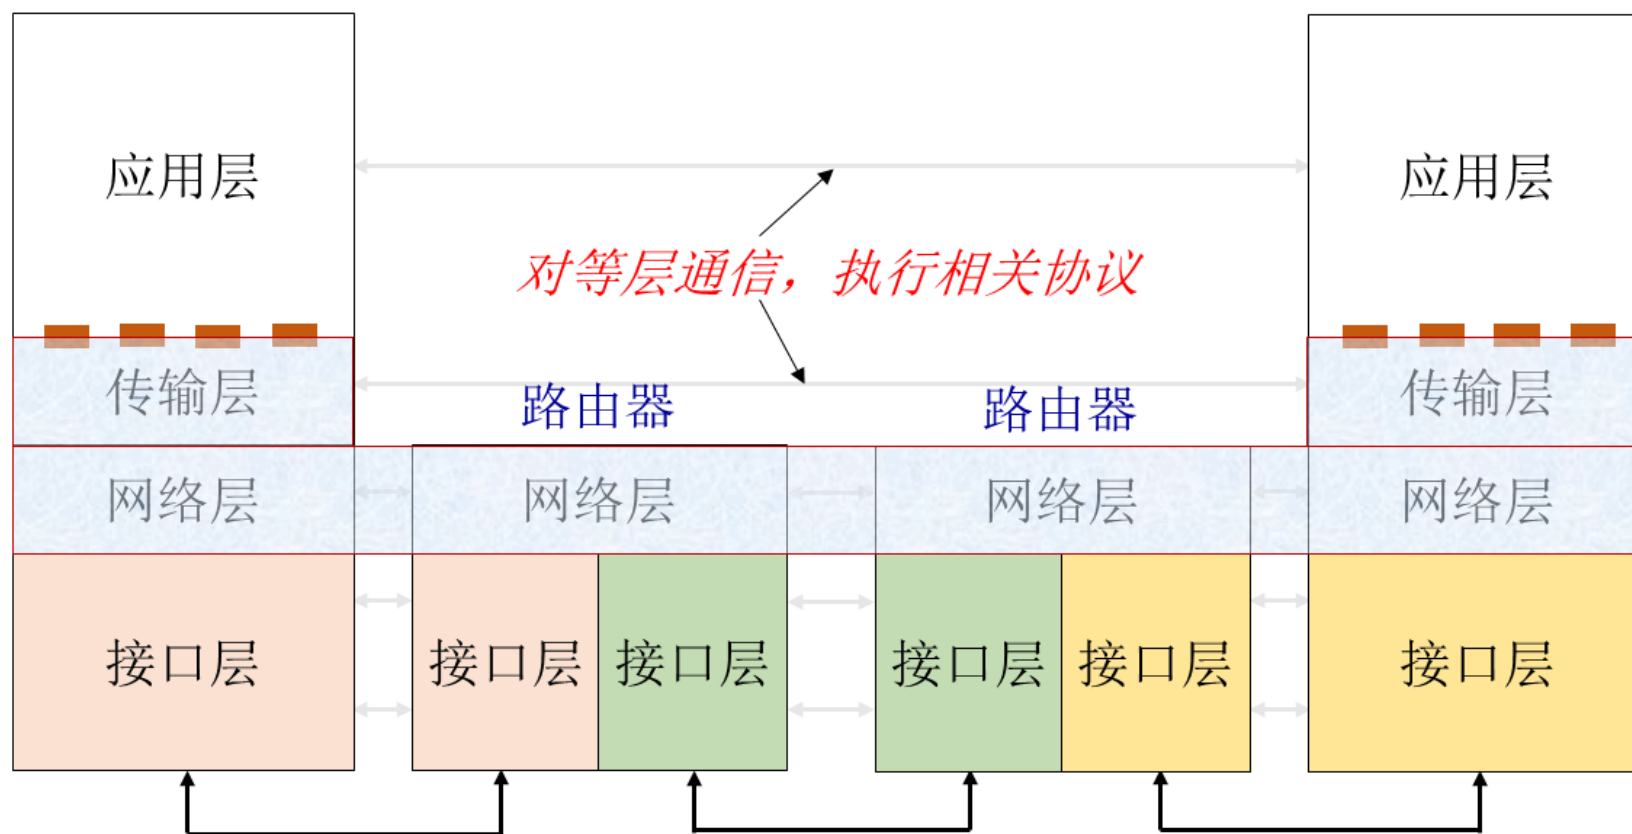 应用层
应用层
对等层通信，执行相关协议
传输层
路由器
路由器
传输层
网络层
网络层
网络层
网络层
接口层
接口层
接口层
接口层
接口层
接口层